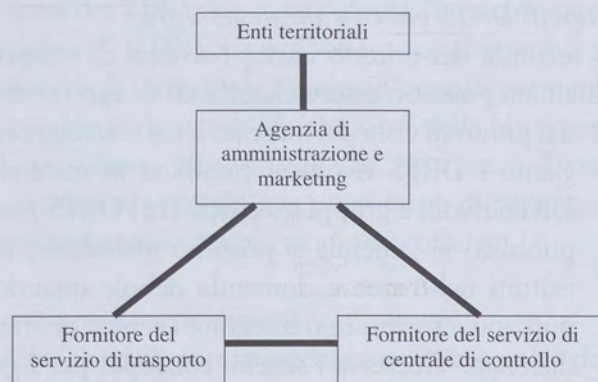 Enti territoriali
Agenzia di
amministrazione e
marketing
Fornitore del
servizio di trasporto
Fornitore del servizio di
centrale di controllo